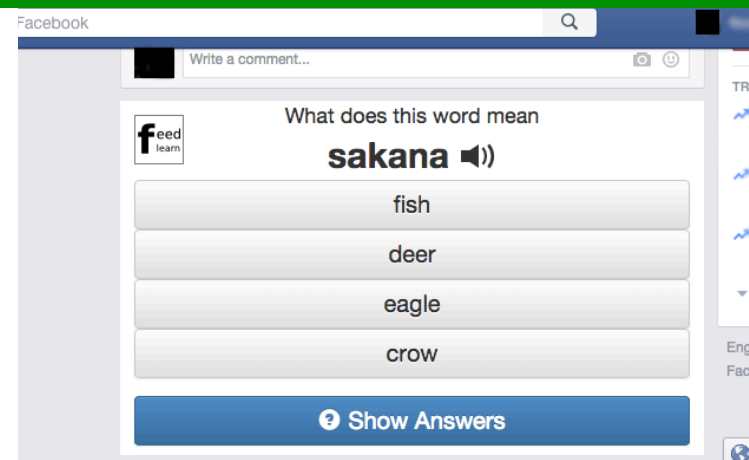 Facebook
Write a comment...
TR
feed
learn
What does this word mean
sakana
fish
deer
eagle
crow
Show Answers
Eng
Fac